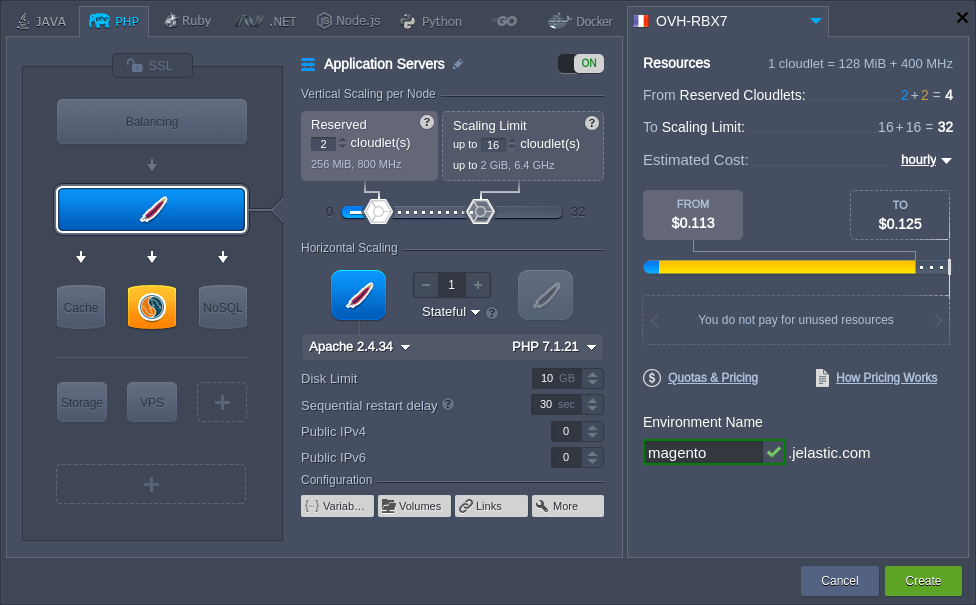 JAVA PHP Ruby .NET Node.js Python GO Docker
SSL
Balancing
Cache NoSQL
Storage VPS
Application Servers ON
Vertical Scaling per Node
Reserved
2 cloudlet(s)
256 MiB, 800 MHz
Scaling Limit
up to 16 cloudlet(s)
up to 2 GiB, 6.4 GHz
0 32
Horizontal Scaling
1
Stateful
Apache 2.4.34 PHP 7.1.21
Disk Limit 10 GB
Sequential restart delay 30 sec
Public IPv4 0
Public IPv6 0
Configuration
Variab... Volumes Links More
OVH-RBX7
Resources 1 cloudlet = 128 MiB + 400 MHz
From Reserved Cloudlets: 2 + 2 = 4
To Scaling Limit: 16 + 16 = 32
Estimated Cost: hourly
FROM
$0.113
TO
$0.125
You do not pay for unused resources
Quotas & Pricing How Pricing Works
Environment Name
magento .jelastic.com
Cancel Create